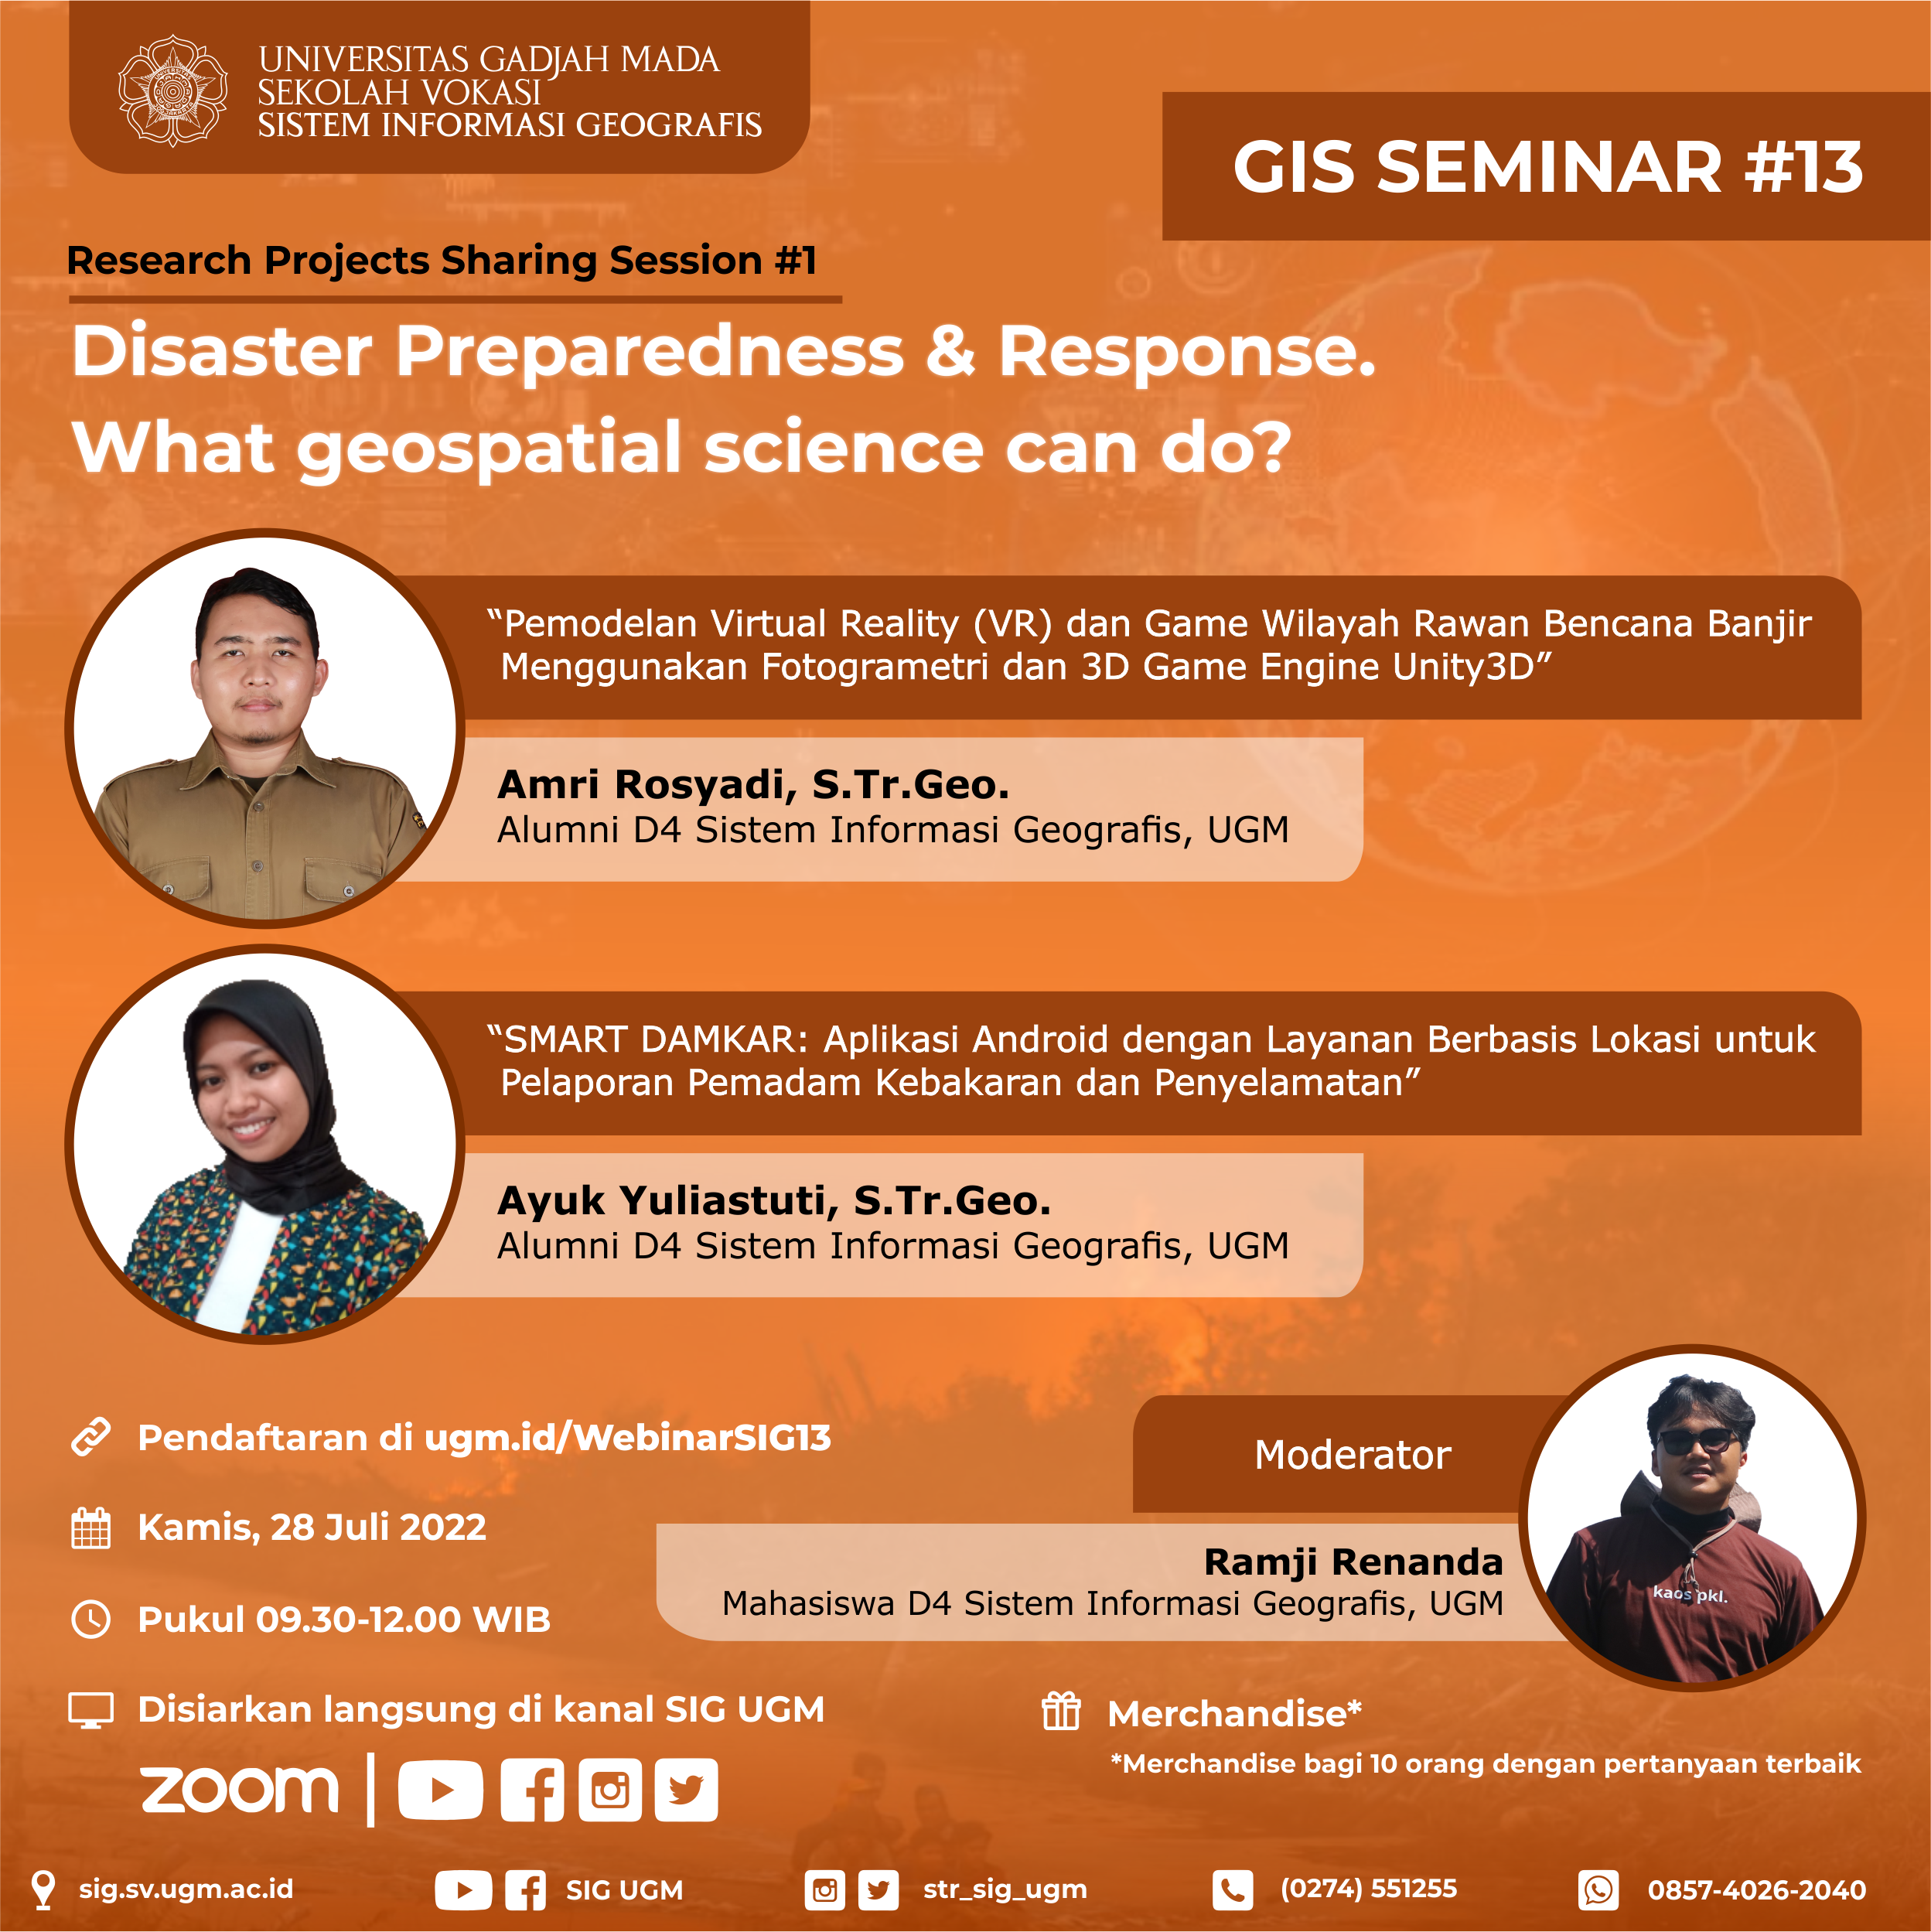 UNIVERSITAS GADJAH MADA
SEKOLAH VOKASI
SISTEM INFORMASI GEOGRAFIS
GIS SEMINAR #13
Research Projects Sharing Session #1
Disaster Preparedness & Response.
What geospatial science can do?
“Pemodelan Virtual Reality (VR) dan Game Wilayah Rawan Bencana Banjir
Menggunakan Fotogrametri dan 3D Game Engine Unity3D”
Amri Rosyadi, S.Tr.Geo.
Alumni D4 Sistem Informasi Geografis, UGM
“SMART DAMKAR: Aplikasi Android dengan Layanan Berbasis Lokasi untuk
Pelaporan Pemadam Kebakaran dan Penyelamatan”
Ayuk Yuliastuti, S.Tr.Geo.
Alumni D4 Sistem Informasi Geografis, UGM
Pendaftaran di ugm.id/WebinarSIG13
Kamis, 28 Juli 2022
Pukul 09.30-12.00 WIB
Disiarkan langsung di kanal SIG UGM
zoom
Moderator
Ramji Renanda
Mahasiswa D4 Sistem Informasi Geografis, UGM
kaos pkl.
Merchandise*
*Merchandise bagi 10 orang dengan pertanyaan terbaik
sig.sv.ugm.ac.id
SIG UGM
str_sig_ugm
(0274) 551255
0857-4026-2040